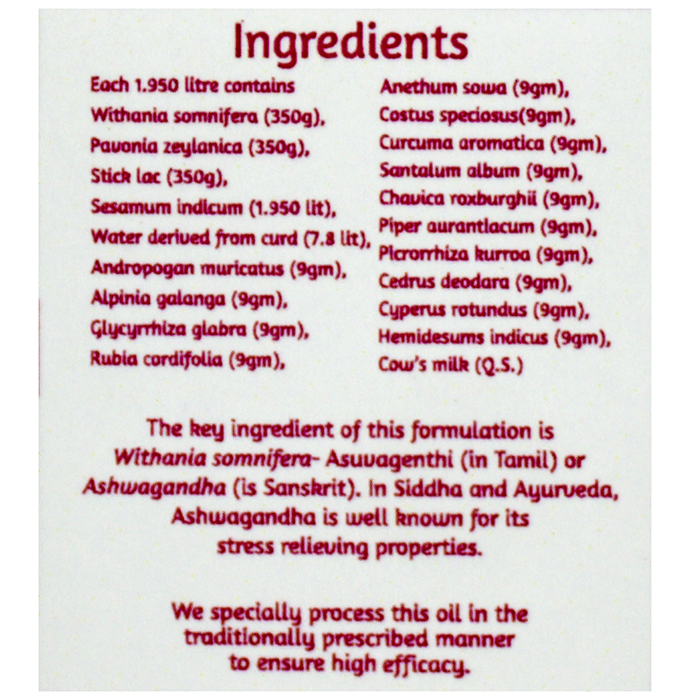 Ingredients
Each 1.950 litre contains
Withania somnifera (350g),
Pavonia zeylanica (350g),
Stick lac (350g),
Sesamum indicum (1.950 lit),
Water derived from curd (7.8 lit),
Andropogan muricatus (9gm),
Alpinia galanga (9gm),
Glycyrrhiza glabra (9gm),
Rubia cordifolia (9gm),
Anethum sowa (9gm),
Costus speciosus(9gm),
Curcuma aromatica (9gm),
Santalum album (9gm),
Chavica roxburghii (9gm),
Piper aurantiacum (9gm),
Picrorrhiza kurroa (9gm),
Cedrus deodara (9gm),
Cyperus rotundus (9gm),
Hemidesums indicus (9gm),
Cow's milk (Q.S.)
The key ingredient of this formulation is
Withania somnifera- Asuvagenthi (in Tamil) or
Ashwagandha (is Sanskrit). In Siddha and Ayurveda,
Ashwagandha is well known for its
stress relieving properties.
We specially process this oil in the
traditionally prescribed manner
to ensure high efficacy.